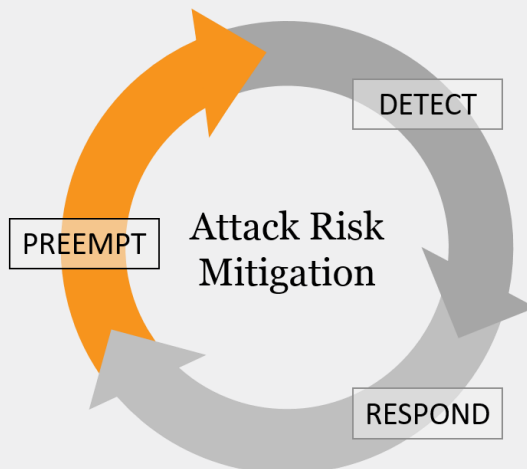 DETECT
PREEMPT
Attack Risk
Mitigation
RESPOND